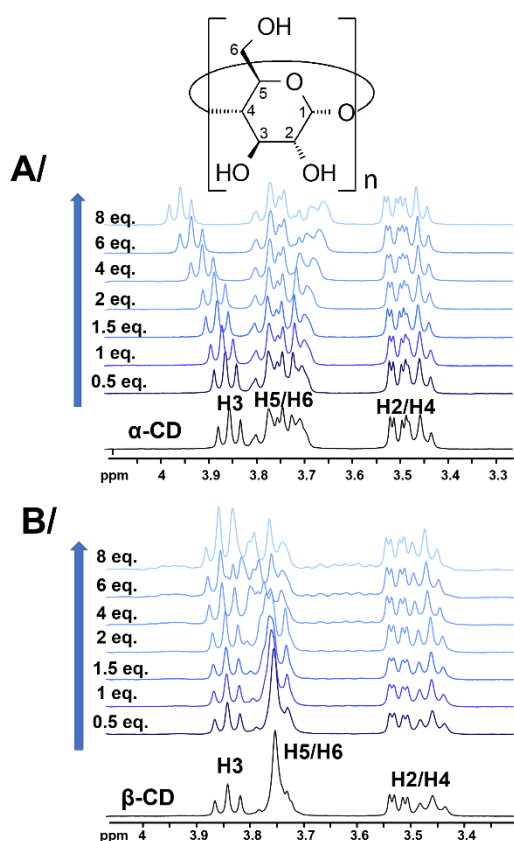 OH
6
5
O
4
1
O
3
2
HO
OH
n
A/
8 eq.
6 eq.
4 eq.
2 eq.
1.5 eq.
1 eq.
0.5 eq.
H3
H5/H6
H2/H4
α-CD
ppm 4 3.9 3.8 3.7 3.6 3.5 3.4 3.3
B/
8 eq.
6 eq.
4 eq.
2 eq.
1.5 eq.
1 eq.
0.5 eq.
H3
H5/H6
H2/H4
β-CD
ppm 4 3.9 3.8 3.7 3.6 3.5 3.4